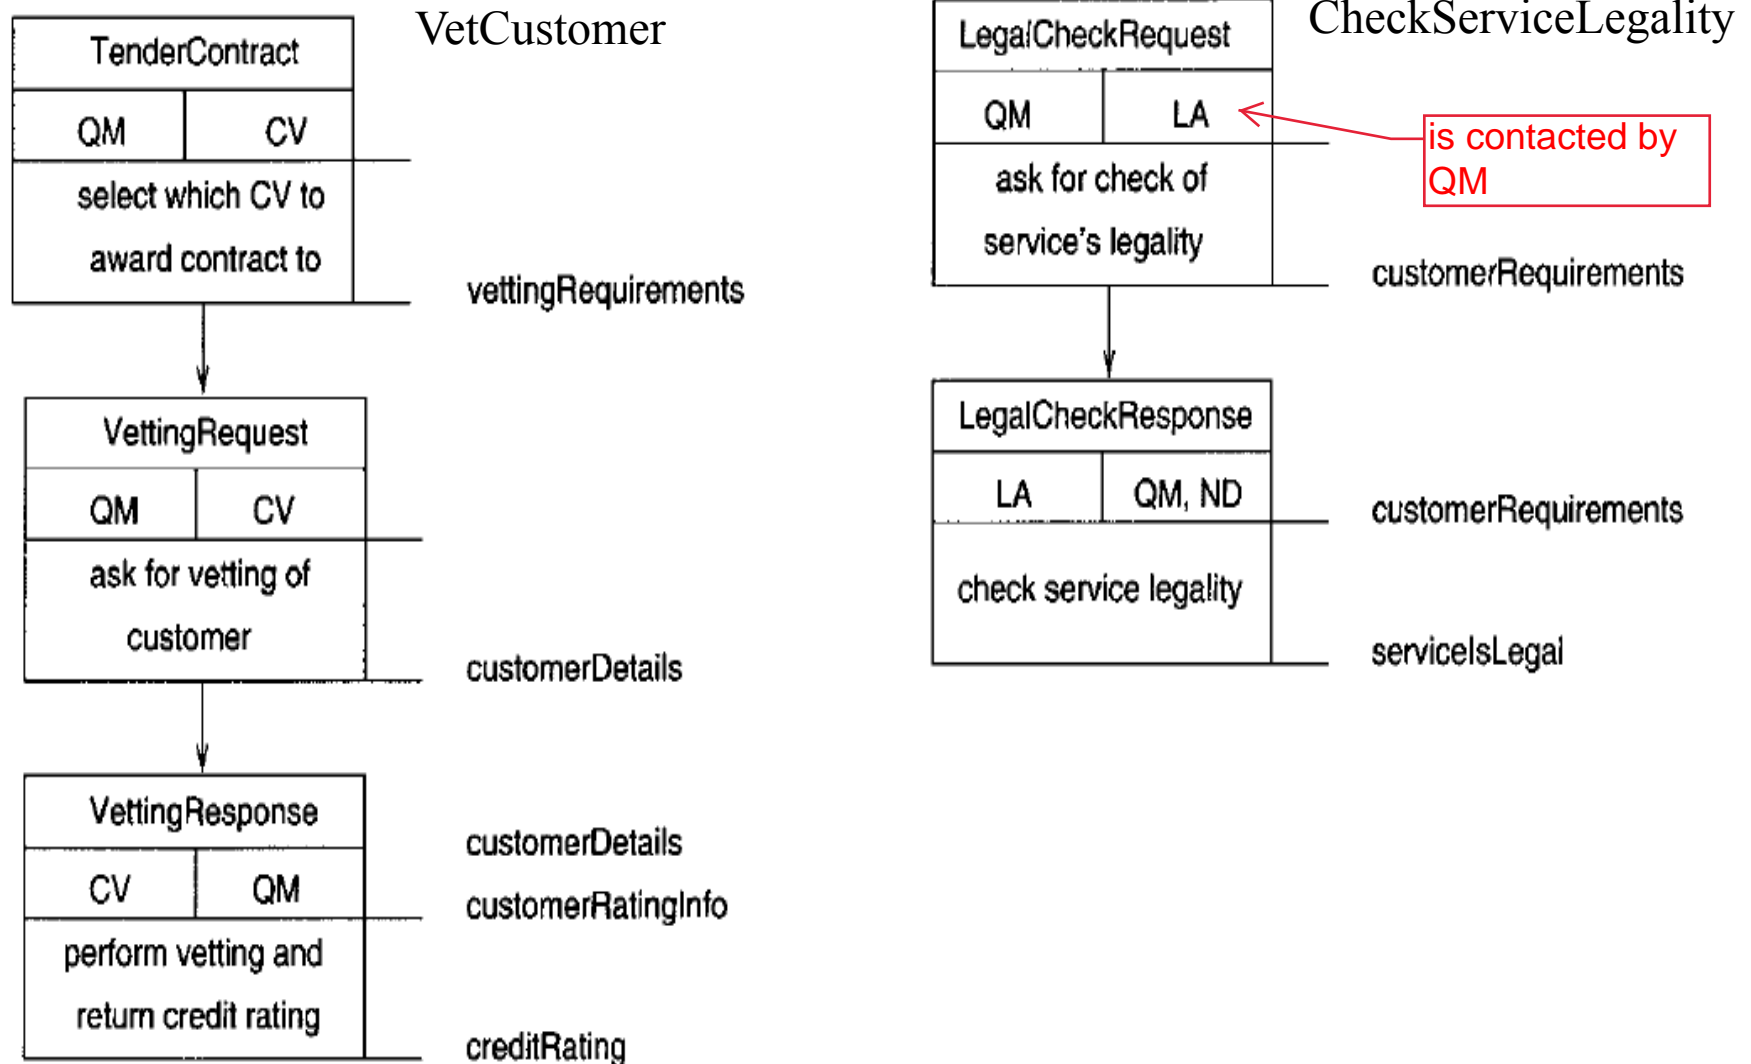 VetCustomer
TenderContract
QM
CV
select which CV to
award contract to
vettingRequirements
VettingRequest
QM
CV
ask for vetting of
customer
customerDetails
VettingResponse
customerDetails
CV
QM
customerRatingInfo
perform vetting and
return credit rating
creditRating
CheckServiceLegality
LegalCheckRequest
QM
LA
is contacted by
QM
ask for check of
service's legality
customerRequirements
LegalCheckResponse
LA
QM, ND
customerRequirements
check service legality
serviceIsLegal